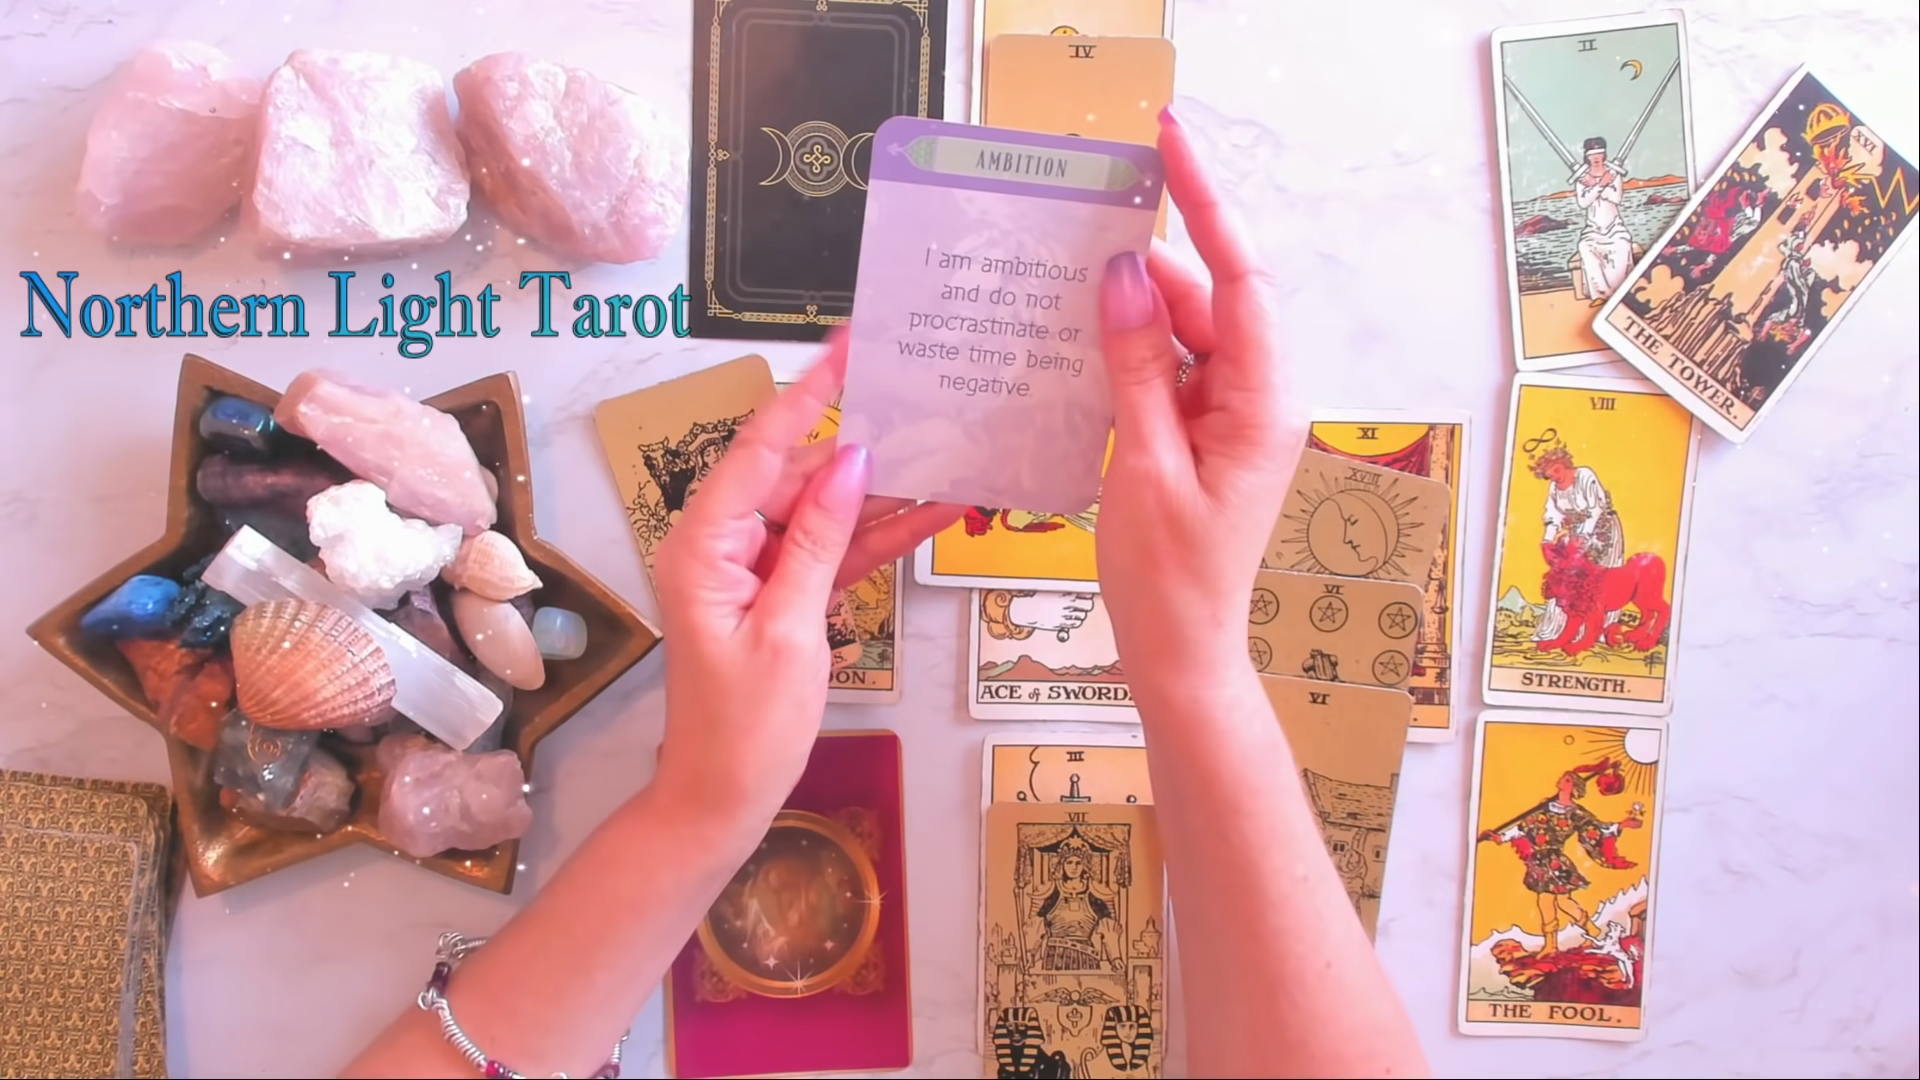 IV
II
XVI
AMBITION
I am ambitious
and do not
procrastinate or
waste time being
negative
Northern Light Tarot
THE TOWER.
VIII
XI
XVIII
VI
STRENGTH.
OON.
ACE of SWORDS
VI
III
VII
THE FOOL.